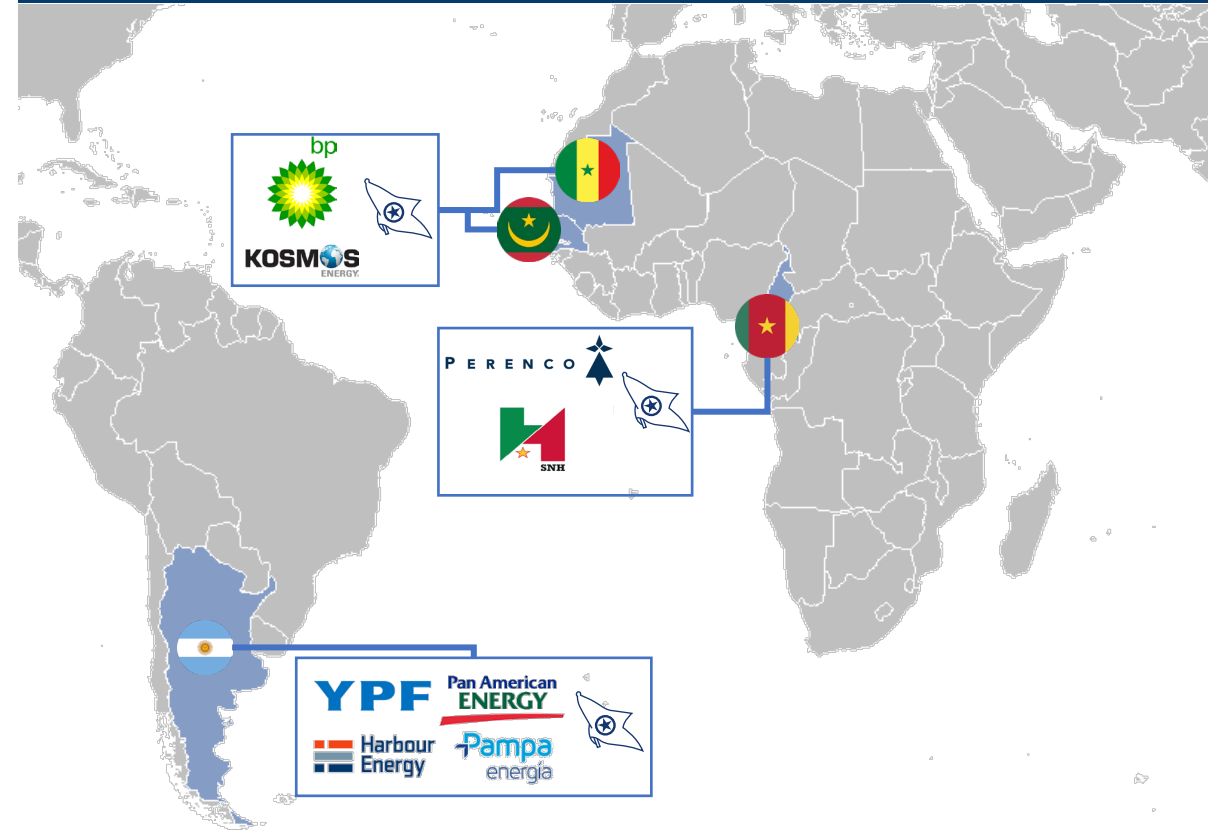 bp
KOSMOS
ENERGY
PERENCO
SNH
YPF
Pan American
ENERGY
Harbour
Energy
Pampa
energía